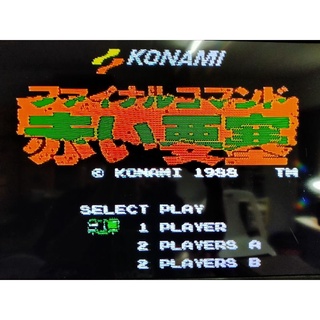 KONAMI
ファイナルコマンド
赤い要塞
© KONAMI 1988 TM
SELECT PLAY
1 PLAYER
2 PLAYERS A
2 PLAYERS B